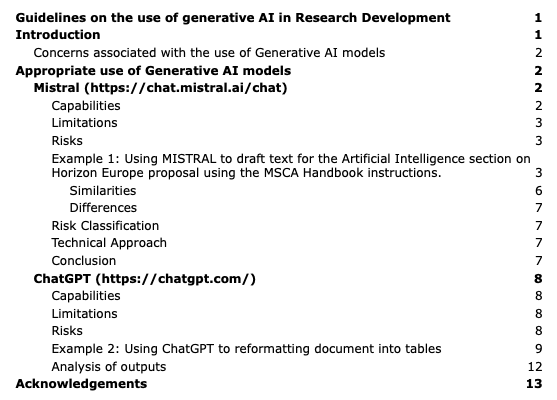 Guidelines on the use of generative AI in Research Development 1
Introduction 1
Concerns associated with the use of Generative AI models 2
Appropriate use of Generative AI models 2
Mistral (https://chat.mistral.ai/chat) 2
Capabilities 2
Limitations 3
Risks 3
Example 1: Using MISTRAL to draft text for the Artificial Intelligence section on
Horizon Europe proposal using the MSCA Handbook instructions. 3
Similarities 6
Differences 7
Risk Classification 7
Technical Approach 7
Conclusion 7
ChatGPT (https://chatgpt.com/) 8
Capabilities 8
Limitations 8
Risks 8
Example 2: Using ChatGPT to reformatting document into tables 9
Analysis of outputs 12
Acknowledgements 13